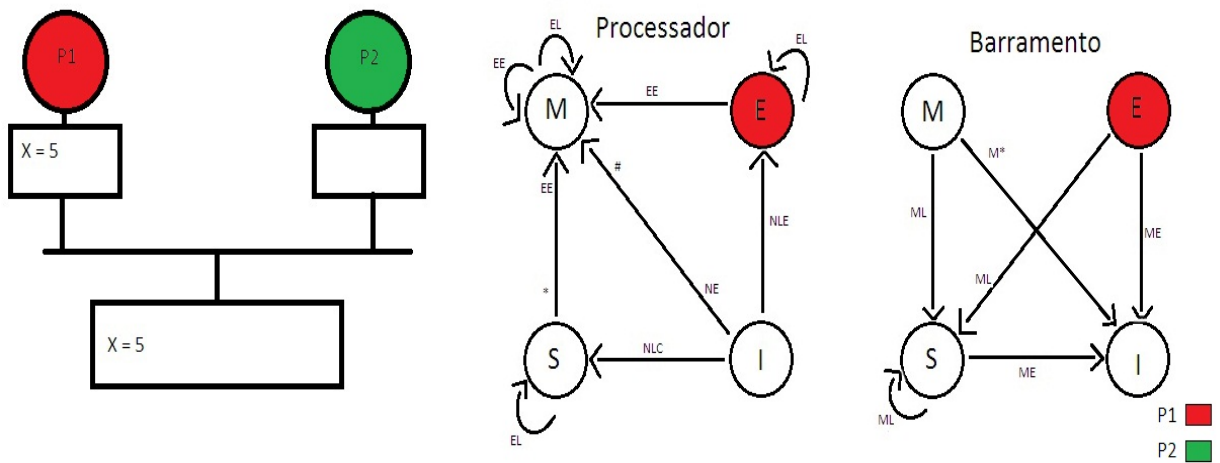 P1
P2
X = 5
X = 5
Processador
EL
EE
M
EE
EL
E
EE
#
NLE
*
NE
S
NLC
I
EL
Barramento
M
E
M*
ML
ME
ML
S
ME
I
ML
P1
P2